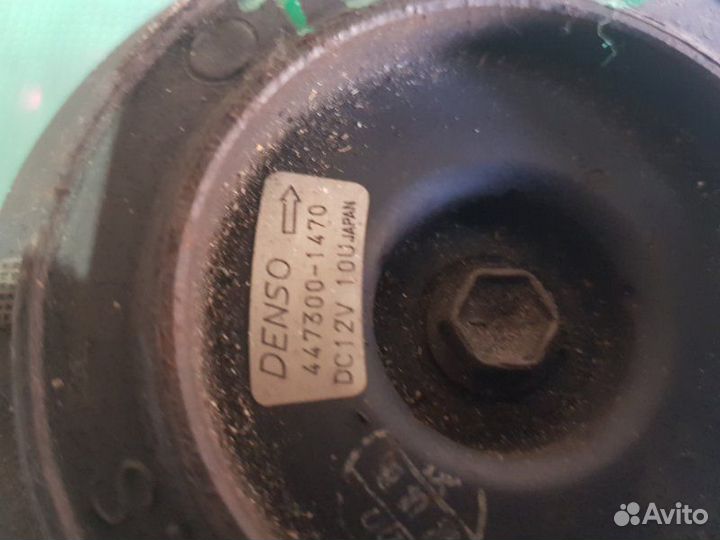 DENSO
447300-1470
DC12V 10U JAPAN
S
Avito